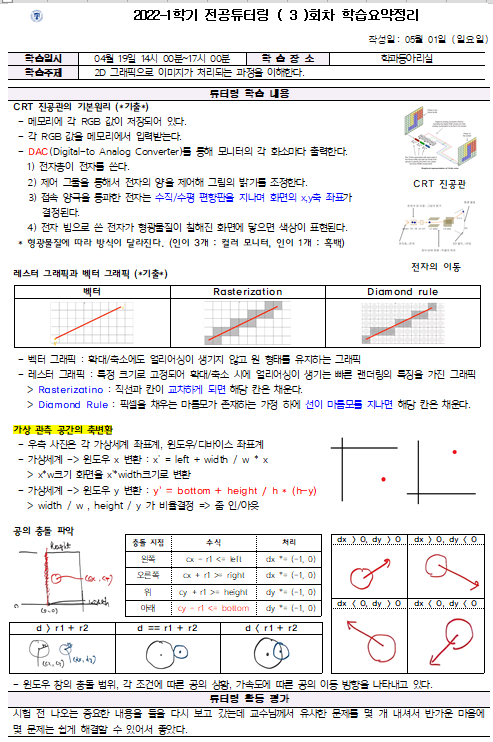 2022-1학기 전공튜터링 ( 3 )회차 학습요약정리
작성일: 05월 01일 (일요일)
학습일시 04월 19일 14시 00분~17시 00분 학 습 장 소 학과동아리실
학습주제 2D 그래픽으로 이미지가 처리되는 과정을 이해한다.
튜터링 학습 내용
CRT 진공관의 기본원리 (*기출*)
- 메모리에 각 RGB 값이 저장되어 있다.
- 각 RGB 값을 메모리에서 입력받는다.
- DAC(Digital-to Analog Converter)를 통해 모니터의 각 화소마다 출력한다.
1) 전자총이 전자를 쏜다.
2) 제어 그물을 통해서 전자의 양을 제어해 그림의 밝기를 조정한다.
3) 접속 양극을 통과한 전자는 수직/수평 편향판을 지나며 화면의 x,y축 좌표가
결정된다.
4) 전자 빔으로 쏜 전자가 형광물질이 칠해진 화면에 닿으면 색상이 표현된다.
* 형광물질에 따라 방식이 달라진다. (인이 3개 : 컬러 모니터, 인이 1개 : 흑백)
CRT 진공관
전자의 이동
레스터 그래픽과 벡터 그래픽 (*기출*)
벡터 Rasterization Diamond rule
- 벡터 그래픽 : 확대/축소에도 얼리어싱이 생기지 않고 원 형태를 유지하는 그래픽
- 레스터 그래픽 : 특정 크기로 고정되어 확대/축소 시에 얼리어싱이 생기는 빠른 랜더링의 특징을 가진 그래픽
> Rasterizatino : 직선과 칸이 교차하게 되면 해당 칸은 채운다.
> Diamond Rule : 픽셀을 채우는 마름모가 존재하는 가정 하에 선이 마름모를 지나면 해당 칸은 채운다.
가상 관측 공간의 축변환
- 우측 사진은 각 가상세계 좌표계, 윈도우/디바이스 좌표계
- 가상세계 -> 윈도우 x 변환 : x' = left + width / w * x
> x*w크기 화면을 x'*width크기로 변환
- 가상세계 -> 윈도우 y 변환 : y' = bottom + height / h * (h-y)
> width / w , height / y 가 비율결정 => 줌 인/아웃
공의 충돌 파악
Height
(cx, cy)
width
(0,0)
충돌 지점 수식 처리
왼쪽 cx - r1 <= left dx *= (-1, 0)
오른쪽 cx + r1 >= right dx *= (-1, 0)
위 cy + r1 >= height dy *= (-1, 0)
아래 cy - r1 <= bottom dy *= (-1, 0)
dx > 0, dy > 0 dx > 0, dy < 0
dx < 0, dy > 0 dx < 0, dy < 0
d > r1 + r2 d == r1 + r2 d < r1 + r2
- 윈도우 창의 충돌 범위, 각 조건에 따른 공의 상황, 가속도에 따른 공의 이동 방향을 나타내고 있다.
튜터링 활동 평가
시험 전 나오는 중요한 내용을 들을 다시 보고 갔는데 교수님께서 유사한 문제를 몇 개 내셔서 반가운 마음에
몇 문제는 쉽게 해결할 수 있어서 좋았다.